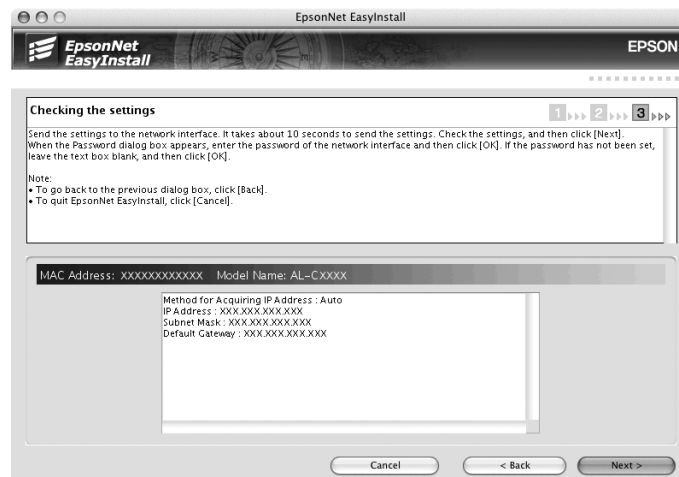 EpsonNet EasyInstall
EpsonNet
EasyInstall
EPSON
Checking the settings
1 2 3
Send the settings to the network interface. It takes about 10 seconds to send the settings. Check the settings, and then click [Next].
When the Password dialog box appears, enter the password of the network interface and then click [OK]. If the password has not been set,
leave the text box blank, and then click [OK].
Note:
• To go back to the previous dialog box, click [Back].
• To quit EpsonNet EasyInstall, click [Cancel].
MAC Address: XXXXXXXXXXXX Model Name: AL-CXXXX
Method for Acquiring IP Address : Auto
IP Address : XXX.XXX.XXX.XXX
Subnet Mask : XXX.XXX.XXX.XXX
Default Gateway : XXX.XXX.XXX.XXX
Cancel
< Back
Next >